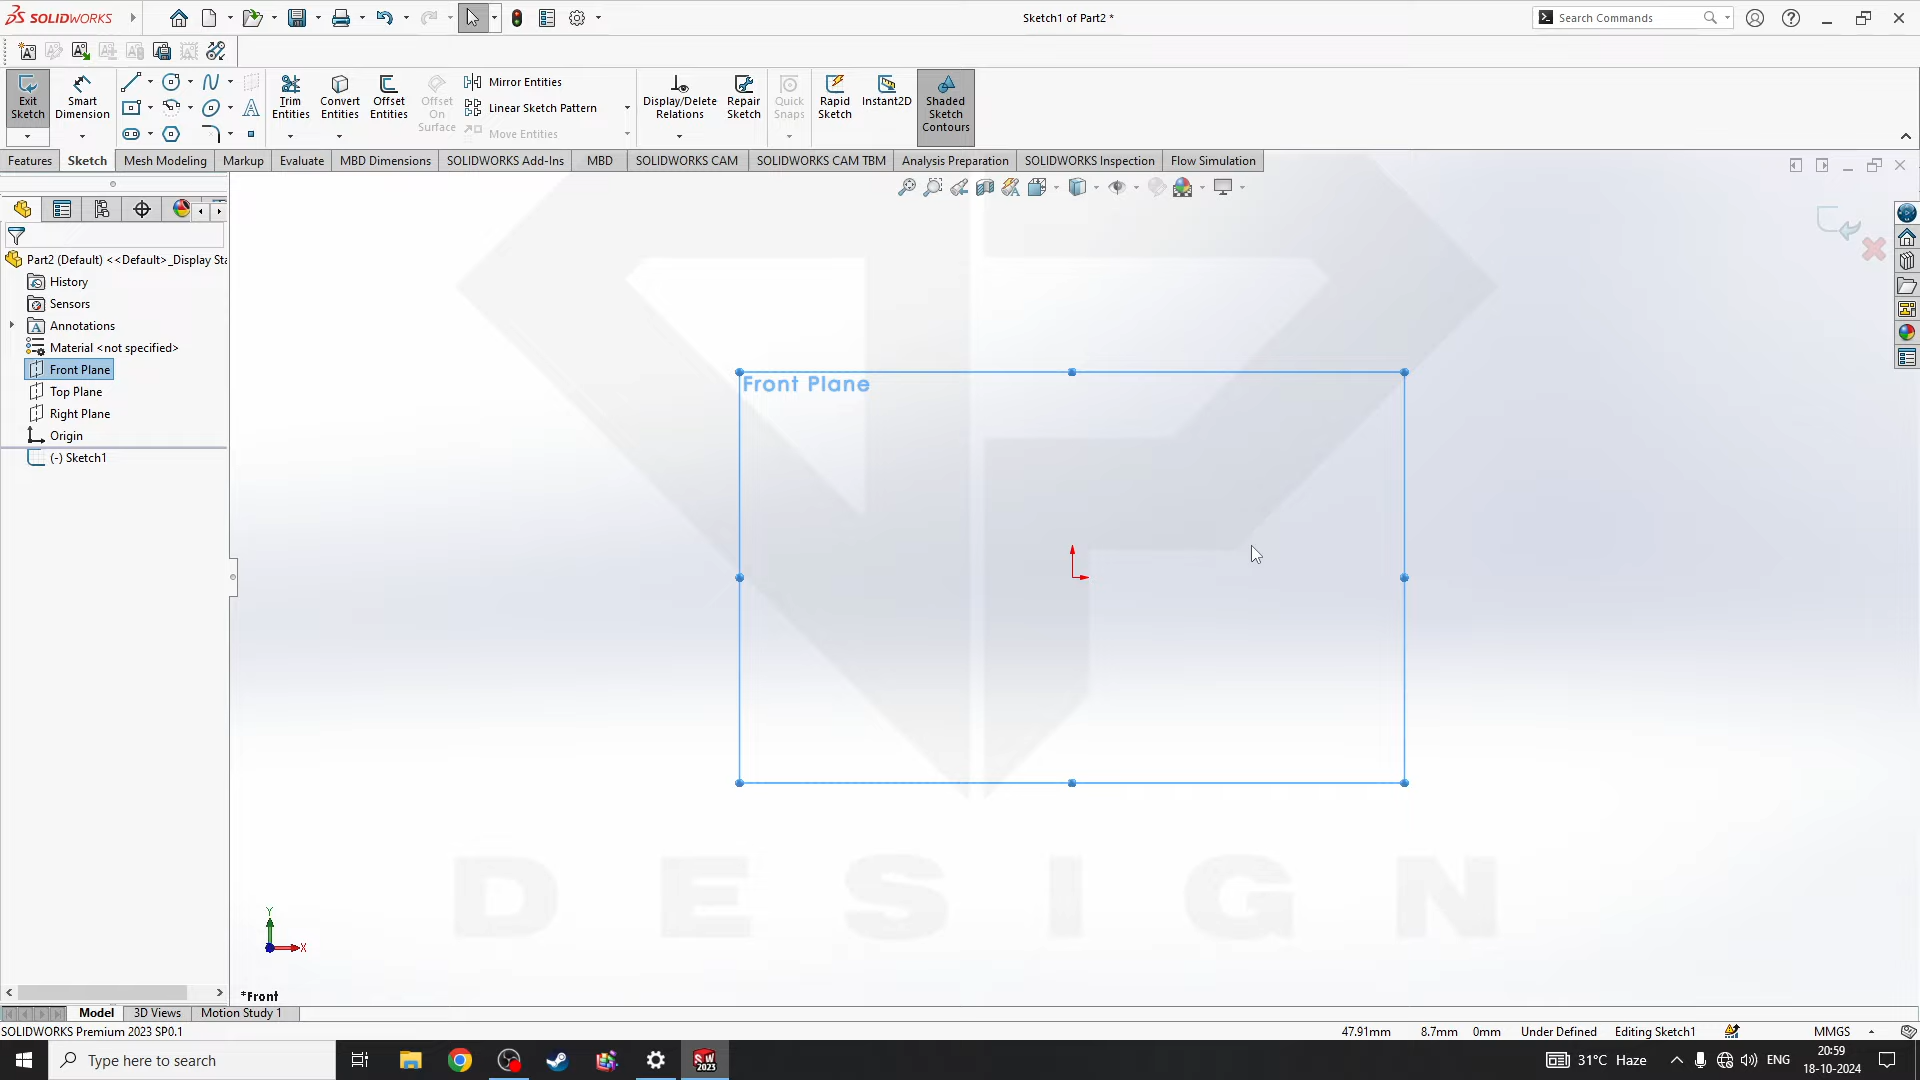 SOLIDWORKS
Sketch1 of Part2 *
Search Commands
Exit Sketch
Smart Dimension
Trim Entities
Convert Entities
Offset Entities
Offset On Surface
Mirror Entities
Linear Sketch Pattern
Move Entities
Display/Delete Relations
Repair Sketch
Quick Snaps
Rapid Sketch
Instant2D
Shaded Sketch Contours
Features
Sketch
Mesh Modeling
Markup
Evaluate
MBD Dimensions
SOLIDWORKS Add-Ins
MBD
SOLIDWORKS CAM
SOLIDWORKS CAM TBM
Analysis Preparation
SOLIDWORKS Inspection
Flow Simulation
Part2 (Default) <<Default>_Display Sta
History
Sensors
Annotations
Material <not specified>
Front Plane
Top Plane
Right Plane
Origin
(-) Sketch1
Front Plane
DESIGN
Y
X
*Front
Model
3D Views
Motion Study 1
SOLIDWORKS Premium 2023 SP0.1
47.91mm
8.7mm
0mm
Under Defined
Editing Sketch1
MMGS
Type here to search
SW
2023
31°C Haze
ENG
20:59
18-10-2024